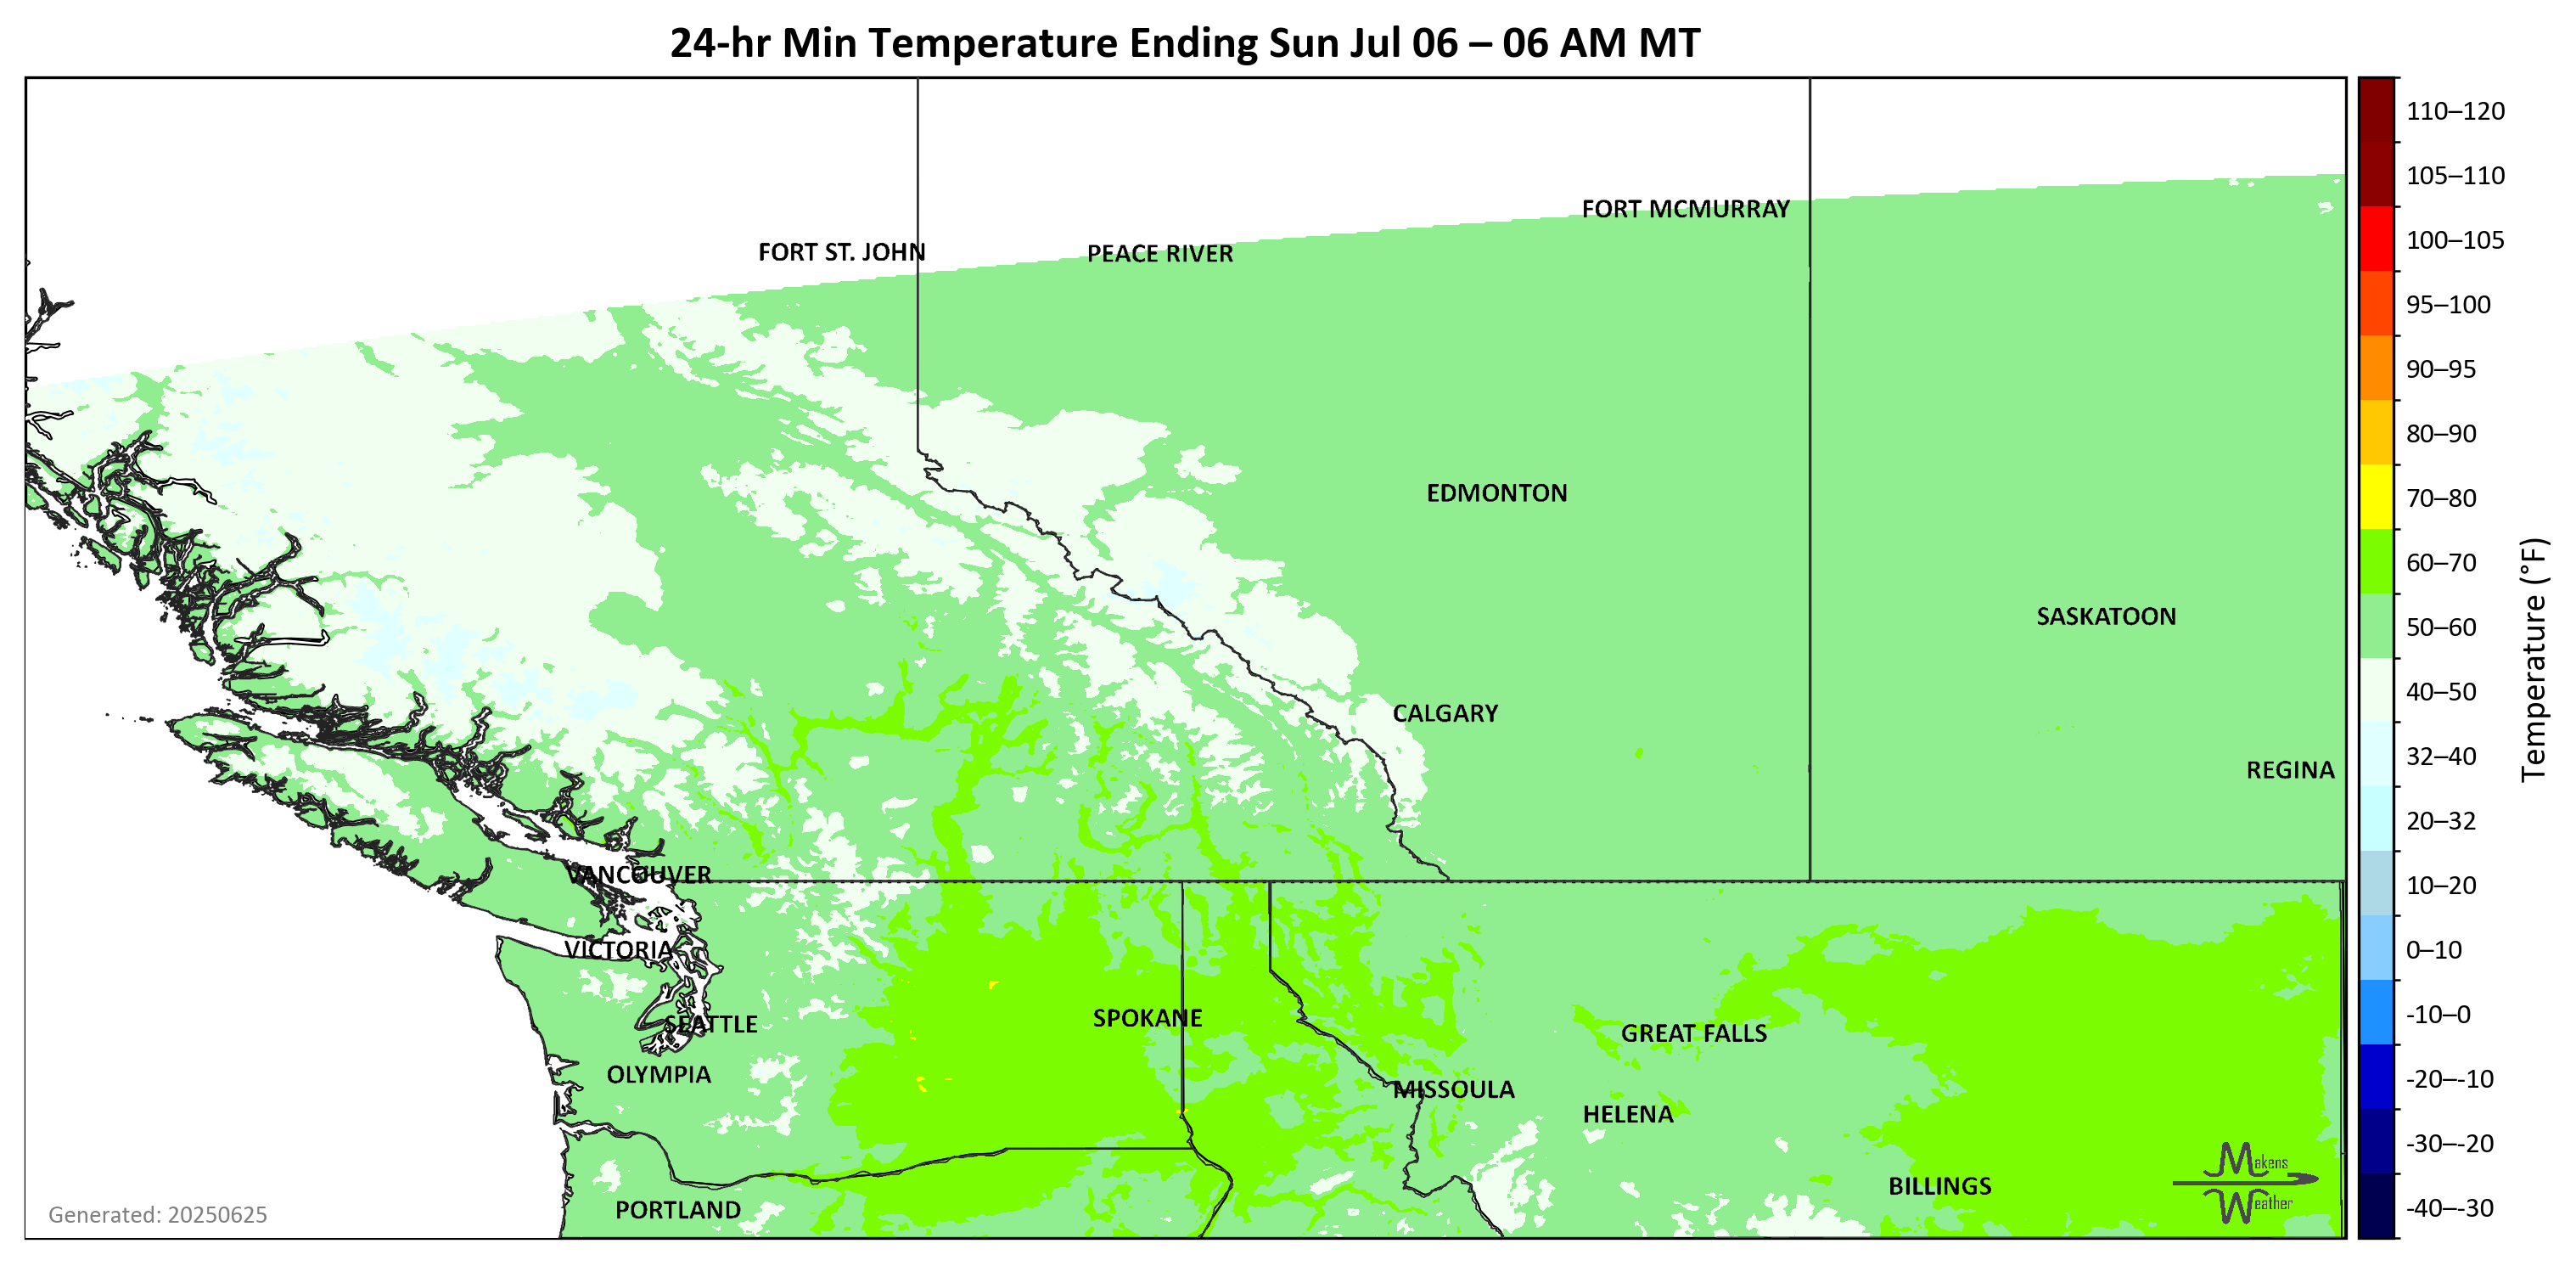 24-hr Min Temperature Ending Sun Jul 06 – 06 AM MT
FORT MCMURRAY
FORT ST. JOHN
PEACE RIVER
EDMONTON
SASKATOON
CALGARY
REGINA
VANCOUVER
VICTORIA
SEATTLE
SPOKANE
GREAT FALLS
OLYMPIA
MISSOULA
HELENA
BILLINGS
PORTLAND
Makens
Weather
Generated: 20250625
110–120
105–110
100–105
95–100
90–95
80–90
70–80
60–70
50–60
40–50
32–40
20–32
10–20
0–10
-10–0
-20–-10
-30–-20
-40–-30
Temperature (°F)